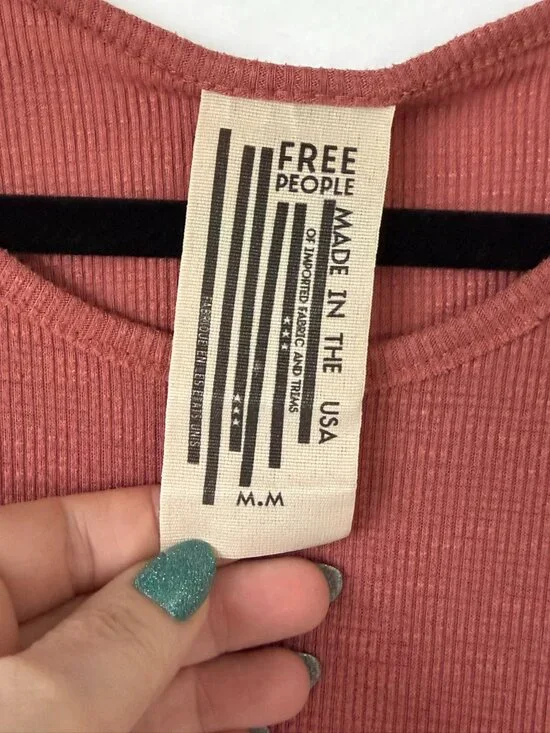 FREE
PEOPLE
MADE IN THE USA
OF IMPORTED FABRIC AND TRIMS
M.M